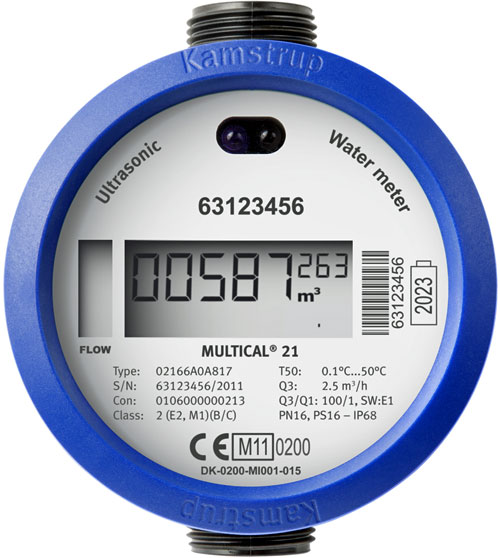 Kamstrup
Ultrasonic
Water meter
63123456
00587263
m³
63123456
2023
FLOW
MULTICAL® 21
Type: 02166A0A817
S/N: 63123456/2011
Con: 0106000000213
Class: 2 (E2, M1)(B/C)
T50: 0.1°C...50°C
Q3: 2.5 m³/h
Q3/Q1: 100/1, SW:E1
PN16, PS16 – IP68
CE M11 0200
DK-0200-MI001-015
Kamstrup